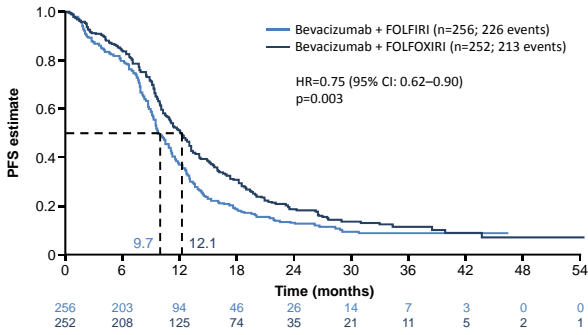 Bevacizumab + FOLFIRI (n=256; 226 events)
Bevacizumab + FOLFOXIRI (n=252; 213 events)
HR=0.75 (95% CI: 0.62–0.90)
p=0.003
PFS estimate
1.0
0.8
0.6
0.4
0.2
0
9.7 12.1
0 6 12 18 24 30 36 42 48 54
Time (months)
256 203 94 46 26 14 7 3 0 0
252 208 125 74 35 21 11 5 2 1